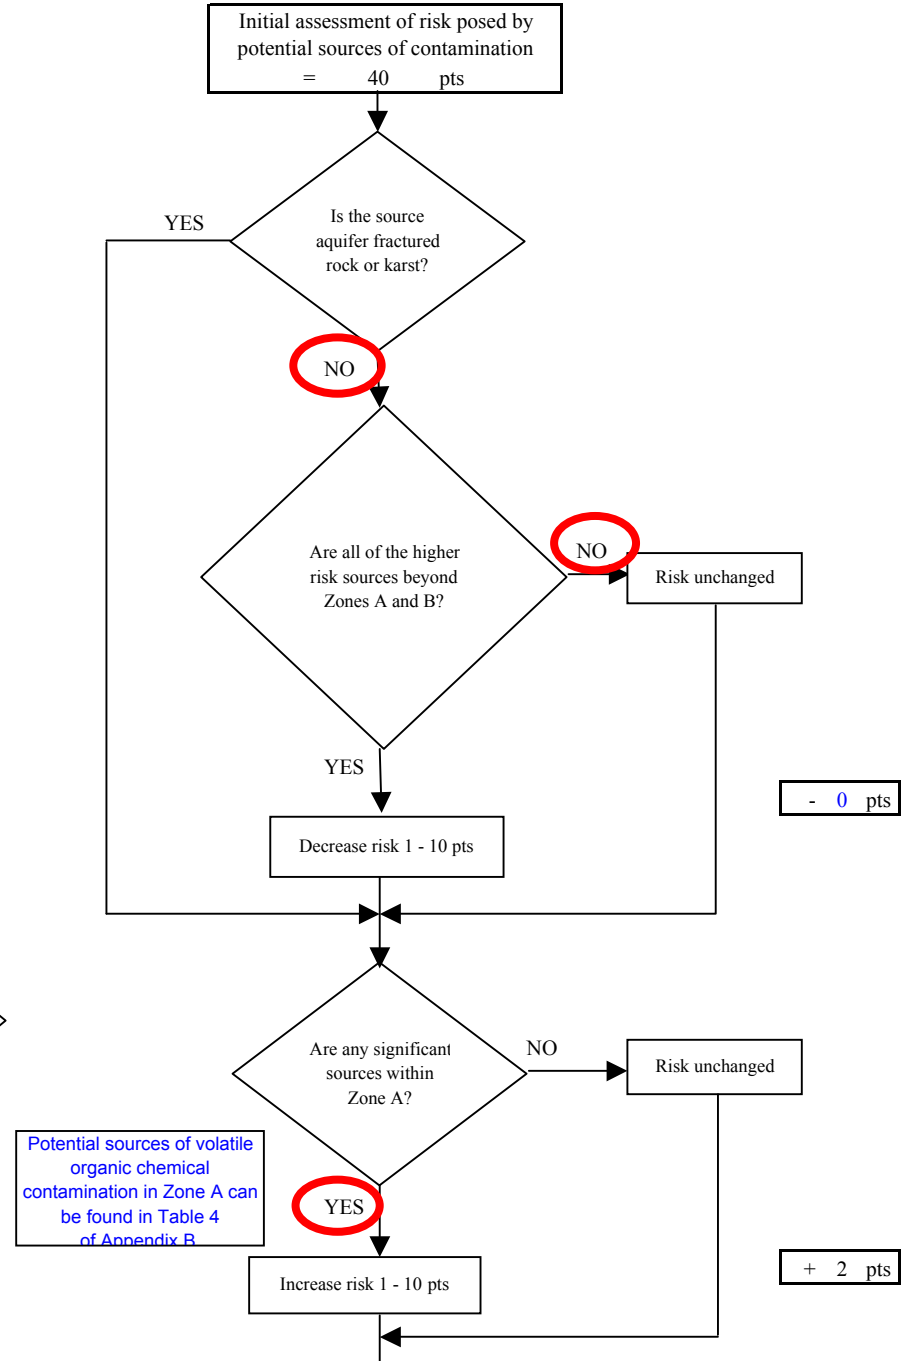 Initial assessment of risk posed by
potential sources of contamination
= 40 pts
YES
Is the source
aquifer fractured
rock or karst?
NO
Are all of the higher
risk sources beyond
Zones A and B?
NO
Risk unchanged
YES
- 0 pts
Decrease risk 1 - 10 pts
Are any significant
sources within
Zone A?
NO
Risk unchanged
Potential sources of volatile
organic chemical
contamination in Zone A can
be found in Table 4
of Appendix B
YES
+ 2 pts
Increase risk 1 - 10 pts